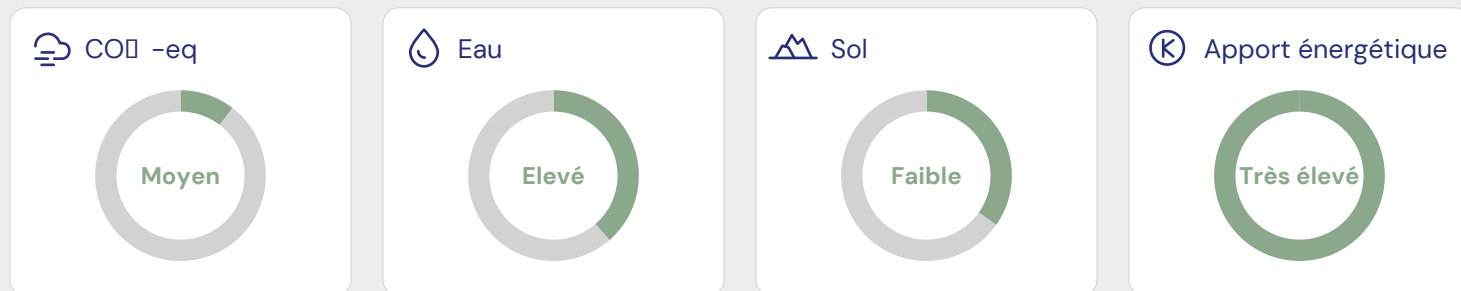 CO▯ -eq
Moyen
Eau
Elevé
Sol
Faible
Apport énergétique
Très élevé